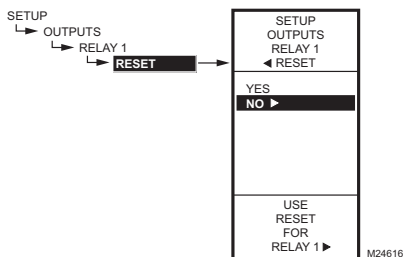 SETUP
OUTPUTS
RELAY 1
RESET
SETUP
OUTPUTS
RELAY 1
◀ RESET
YES
NO ▶
USE
RESET
FOR
RELAY 1 ▶
M24616